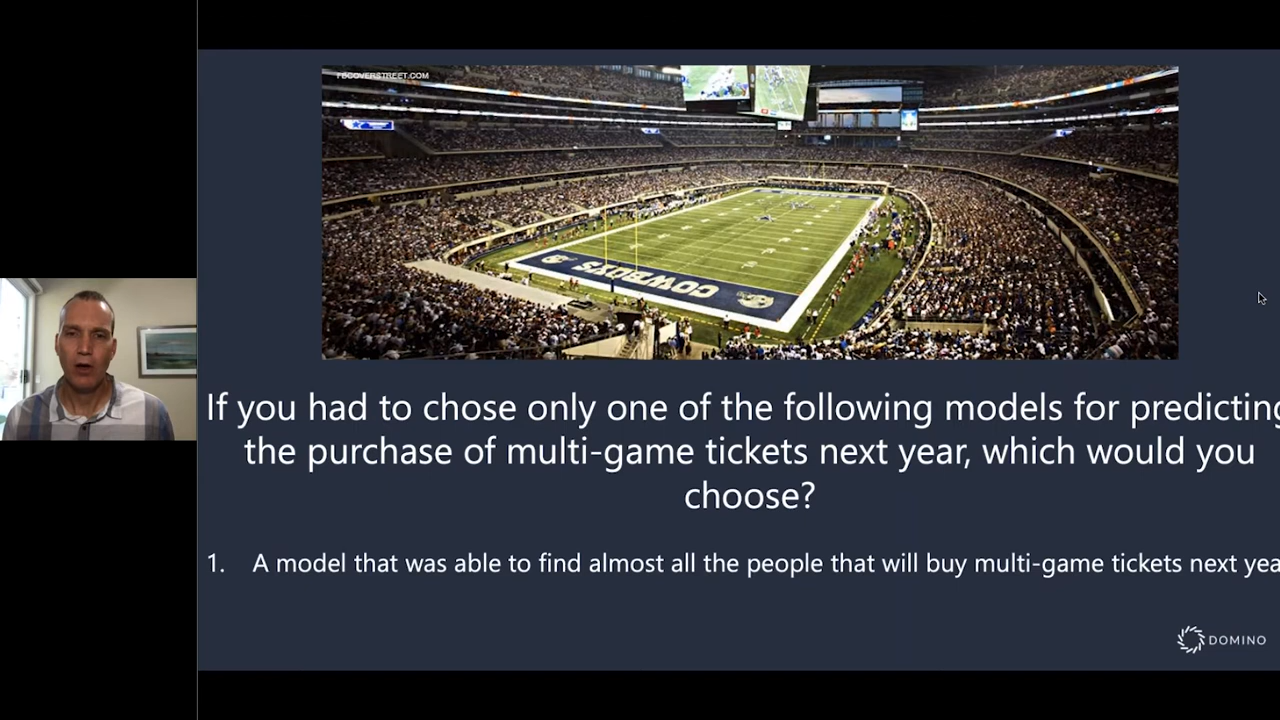 FECOVERSTREET.COM
COWBOYS
If you had to chose only one of the following models for predicting
the purchase of multi-game tickets next year, which would you
choose?
1. A model that was able to find almost all the people that will buy multi-game tickets next yea
DOMINO